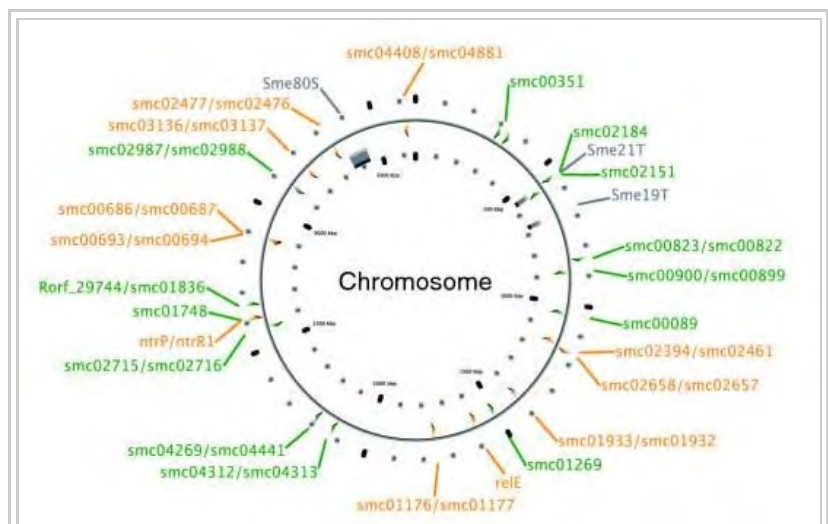 smc04408/smc04881
Sme80S
smc00351
smc02477/smc02476
smc03136/smc03137
smc02987/smc02988
smc02184
Sme21T
smc02151
Sme19T
smc00686/smc00687
smc00693/smc00694
smc00823/smc00822
smc00900/smc00899
Chromosome
Rorf_29744/smc01836
smc01748
ntrP/ntrR1
smc02715/smc02716
smc00089
smc02394/smc02461
smc02658/smc02657
smc04269/smc04441
smc04312/smc04313
smc01933/smc01932
smc01269
relE
smc01176/smc01177